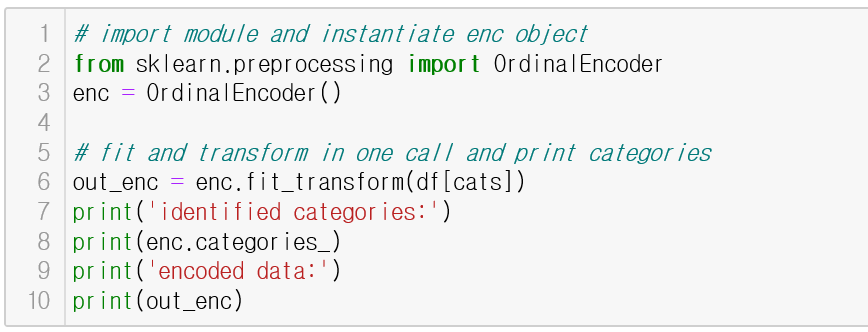 1 # import module and instantiate enc object
2 from sklearn.preprocessing import OrdinalEncoder
3 enc = OrdinalEncoder()
4
5 # fit and transform in one call and print categories
6 out_enc = enc.fit_transform(df[cats])
7 print('identified categories:')
8 print(enc.categories_)
9 print('encoded data:')
10 print(out_enc)